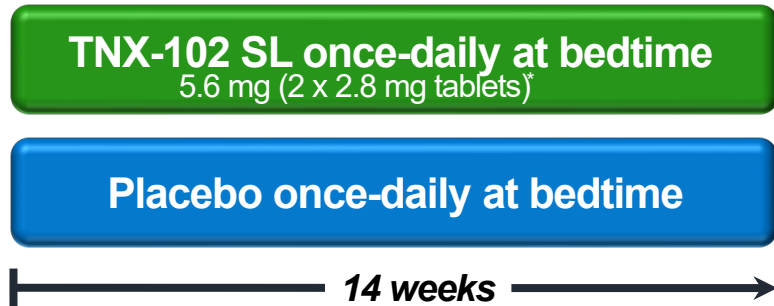 TNX-102 SL once-daily at bedtime
5.6 mg (2 x 2.8 mg tablets)*
Placebo once-daily at bedtime
14 weeks